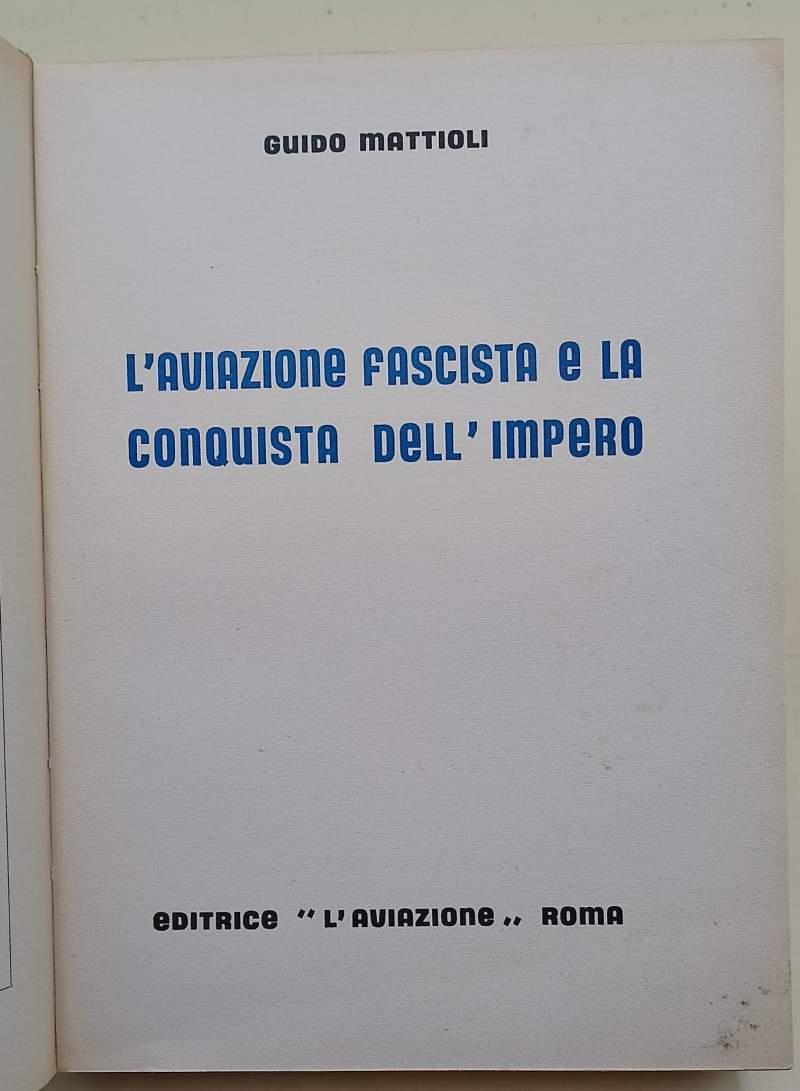 GUIDO MATTIOLI
L'AVIAZIONE FASCISTA E LA
CONQUISTA DELL'IMPERO
EDITRICE "L'AVIAZIONE„ ROMA